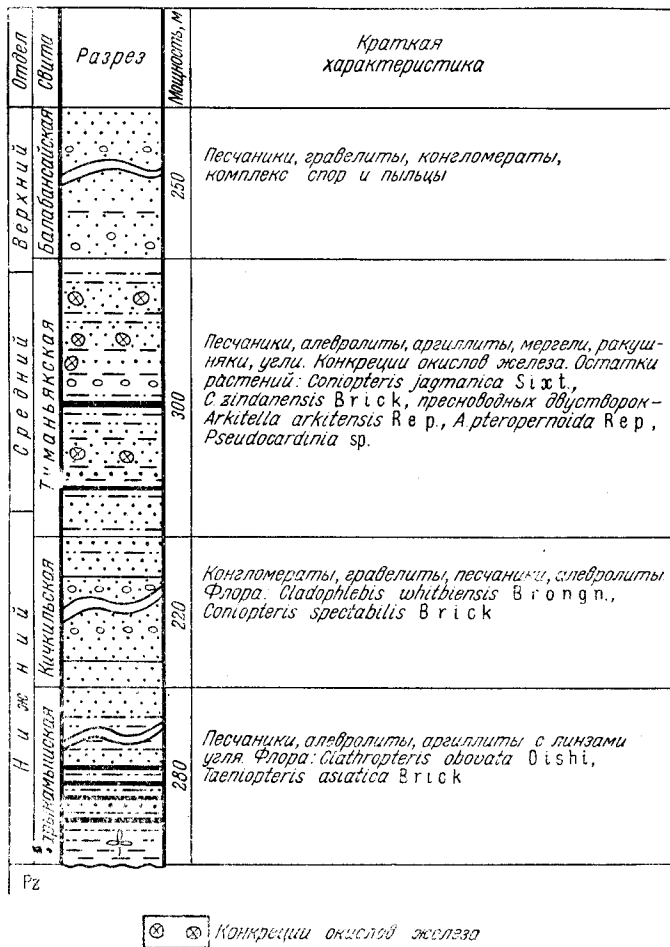 Отдел
Свита
Разрез
Мощность, м
Краткая
характеристика
Верхний
Балабансайская
250
Песчаники, гравелиты, конгломераты,
комплекс спор и пыльцы
Средний
300
Песчаники, алевролиты, аргиллиты, мергели, ракуш-
няки, угли. Конкреции окислов железа. Остатки
растений: Coniopteris jagmanica Sixt.,
C zindanensis Brick, пресноводных двустворок –
Arkitella arkitensis Rep., A. pteropernoida Rep,
Pseudocardinia sp.
Нижний
Кичкильская
220
Конгломераты, гравелиты, песчаники, алевролиты
Флора: Cladophlebis whitbiensis Brongn.,
Coniopteris spectabilis Brick
280
Песчаники, алевролиты, аргиллиты с линзами
угля. Флора: Clathropteris obovata Oishi,
Taeniopteris asiatica Brick
Pz
Конкреции окислов железа